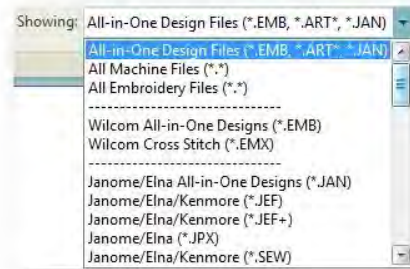 Showing: All-in-One Design Files (*.EMB, *.ART*, *.JAN)
All-in-One Design Files (*.EMB, *.ART*, *.JAN)
All Machine Files (*.*)
All Embroidery Files (*.*)
--------------------------------
Wilcom All-in-One Designs (*.EMB)
Wilcom Cross Stitch (*.EMX)
--------------------------------
Janome/Elna All-in-One Designs (*.JAN)
Janome/Elna/Kenmore (*.JEF)
Janome/Elna/Kenmore (*.JEF+)
Janome/Elna (*.JPX)
Janome/Elna/Kenmore (*.SEW)